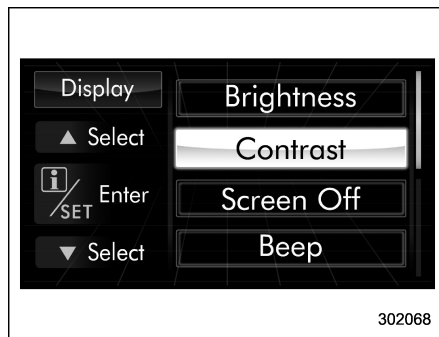 Display
▲ Select
i/SET Enter
▼ Select
Brightness
Contrast
Screen Off
Beep
302068